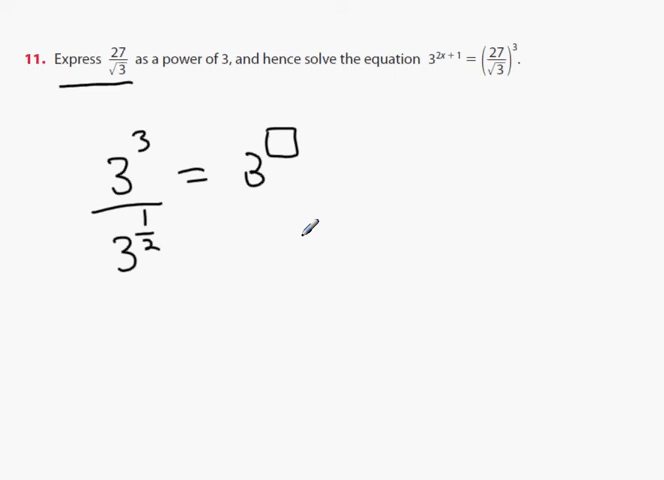 11. Express 27/√3 as a power of 3, and hence solve the equation 3^(2x + 1) = (27/√3)^3.
3^3 / 3^(1/2) = 3^□